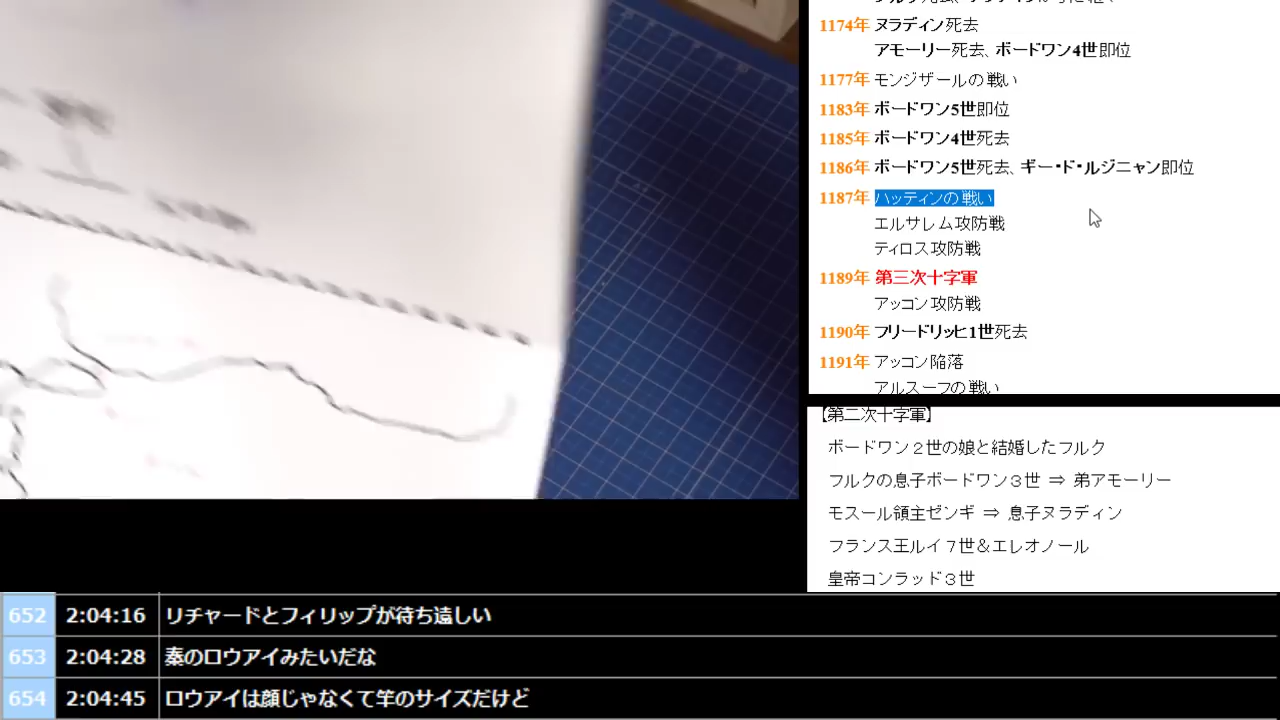 1174年 ヌラディン死去
アモーリー死去、ボードワン4世即位
1177年 モンジザールの戦い
1183年 ボードワン5世即位
1185年 ボードワン4世死去
1186年 ボードワン5世死去、ギー・ド・ルジニャン即位
1187年 ハッティンの戦い
エルサレム攻防戦
ティロス攻防戦
1189年 第三次十字軍
アッコン攻防戦
1190年 フリードリッヒ1世死去
1191年 アッコン陥落
アルスーフの戦い
【第二次十字軍】
ボードワン２世の娘と結婚したフルク
フルクの息子ボードワン３世 ⇒ 弟アモーリー
モスール領主ゼンギ ⇒ 息子ヌラディン
フランス王ルイ７世＆エレオノール
皇帝コンラッド３世
652 2:04:16 リチャードとフィリップが待ち遠しい
653 2:04:28 秦のロウアイみたいだな
654 2:04:45 ロウアイは顔じゃなくて竿のサイズだけど